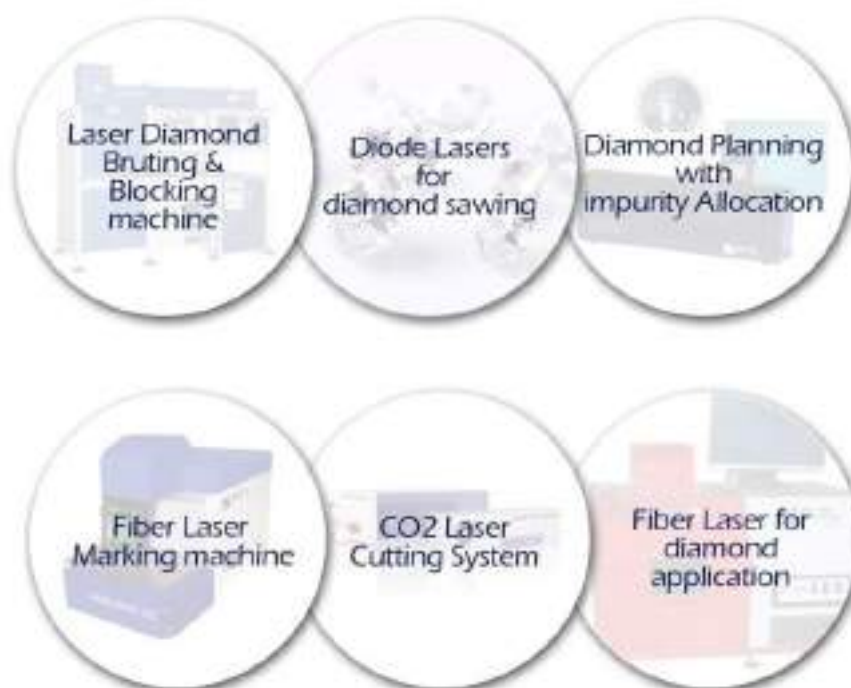 Laser Diamond
Bruting &
Blocking
machine
Diode Lasers
for
diamond sawing
Diamond Planning
with
impurity Allocation
Fiber Laser
Marking machine
CO2 Laser
Cutting System
Fiber Laser for
diamond
application